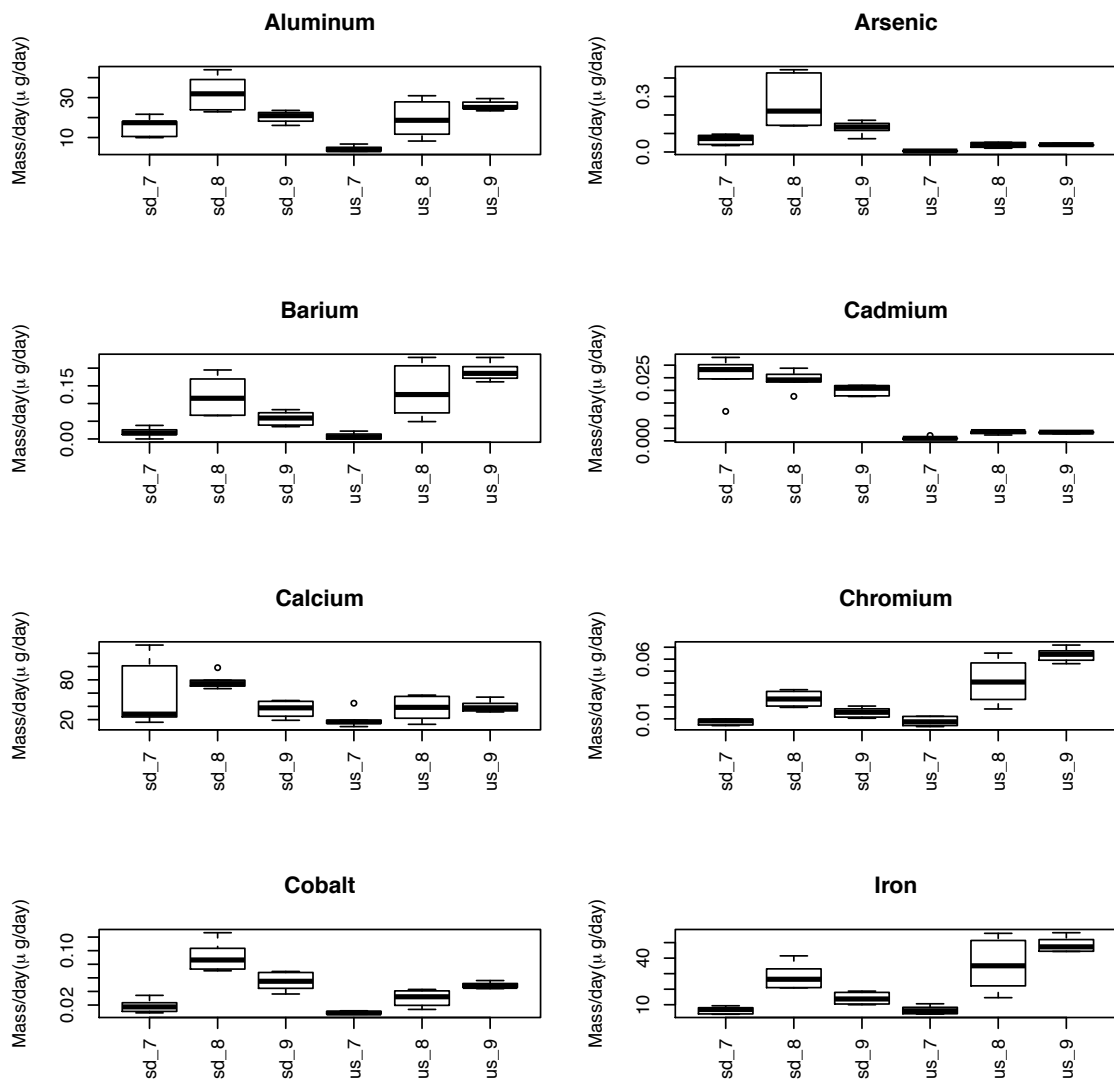 Aluminum
Mass/day(μ g/day)
10 30
sd_7 sd_8 sd_9 us_7 us_8 us_9
Arsenic
Mass/day(μ g/day)
0.0 0.3
sd_7 sd_8 sd_9 us_7 us_8 us_9
Barium
Mass/day(μ g/day)
0.00 0.15
sd_7 sd_8 sd_9 us_7 us_8 us_9
Cadmium
Mass/day(μ g/day)
0.000 0.025
sd_7 sd_8 sd_9 us_7 us_8 us_9
Calcium
Mass/day(μ g/day)
20 80
sd_7 sd_8 sd_9 us_7 us_8 us_9
Chromium
Mass/day(μ g/day)
0.01 0.06
sd_7 sd_8 sd_9 us_7 us_8 us_9
Cobalt
Mass/day(μ g/day)
0.02 0.10
sd_7 sd_8 sd_9 us_7 us_8 us_9
Iron
Mass/day(μ g/day)
10 40
sd_7 sd_8 sd_9 us_7 us_8 us_9